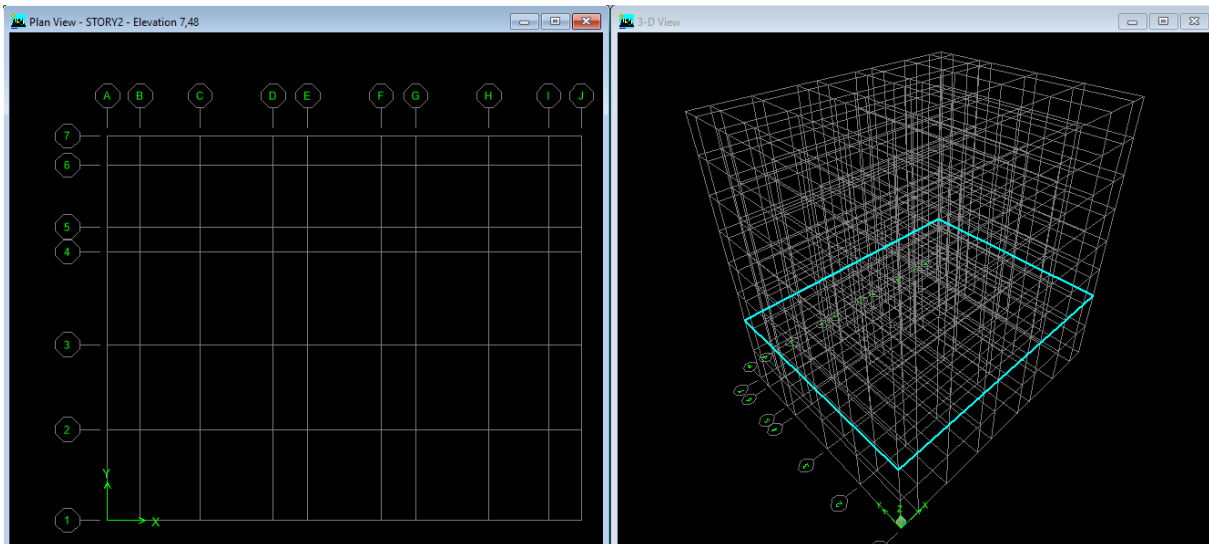 Plan View - STORY2 - Elevation 7,48
A B C D E F G H I J
7
6
5
4
3
2
Y
1
X
3-D View
Y Z X